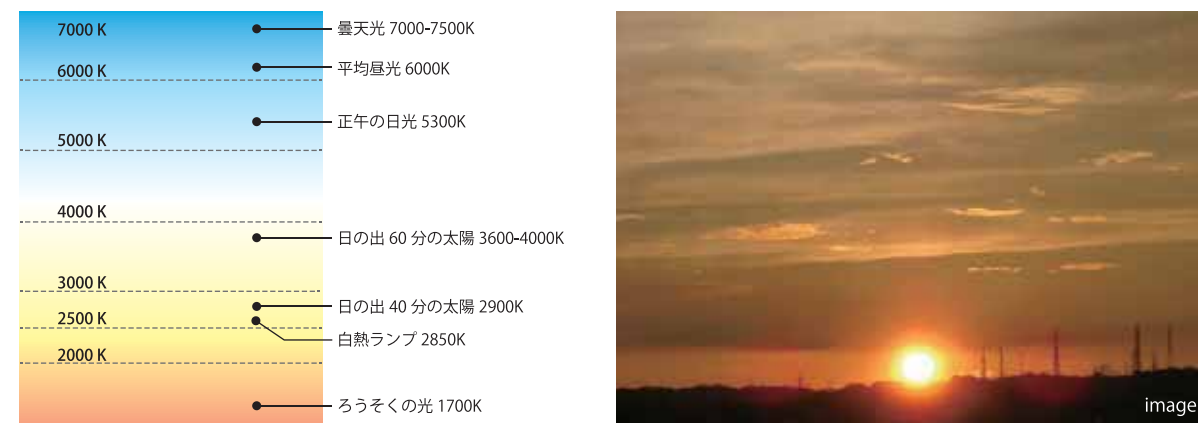 7000 K
曇天光 7000-7500K
6000 K
平均昼光 6000K
正午の日光 5300K
5000 K
4000 K
日の出 60 分の太陽 3600-4000K
3000 K
日の出 40 分の太陽 2900K
2500 K
白熱ランプ 2850K
2000 K
ろうそくの光 1700K
image